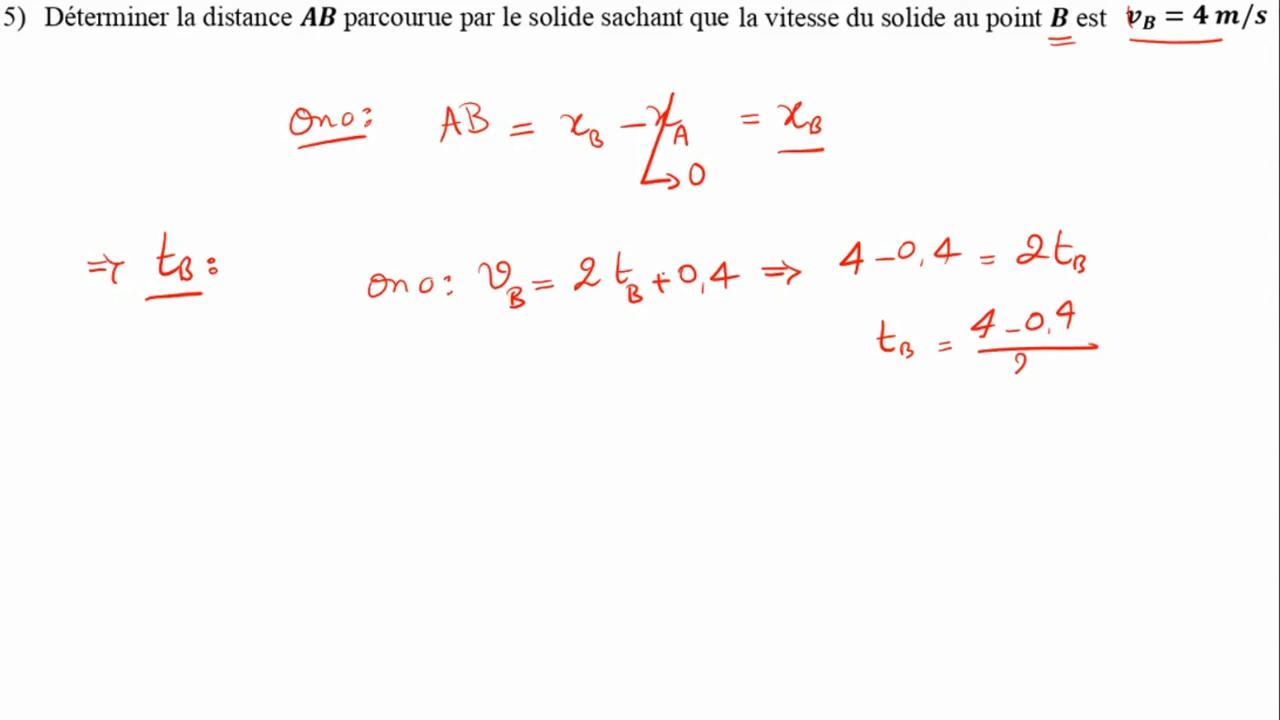 5) Déterminer la distance AB parcourue par le solide sachant que la vitesse du solide au point B est v_B = 4 m/s
On a : AB = x_B - x_A = x_B
→ 0
⇒ t_B :
on a : v_B = 2 t_B + 0,4 ⇒ 4 - 0,4 = 2 t_B
t_B = (4 - 0,4) / 2